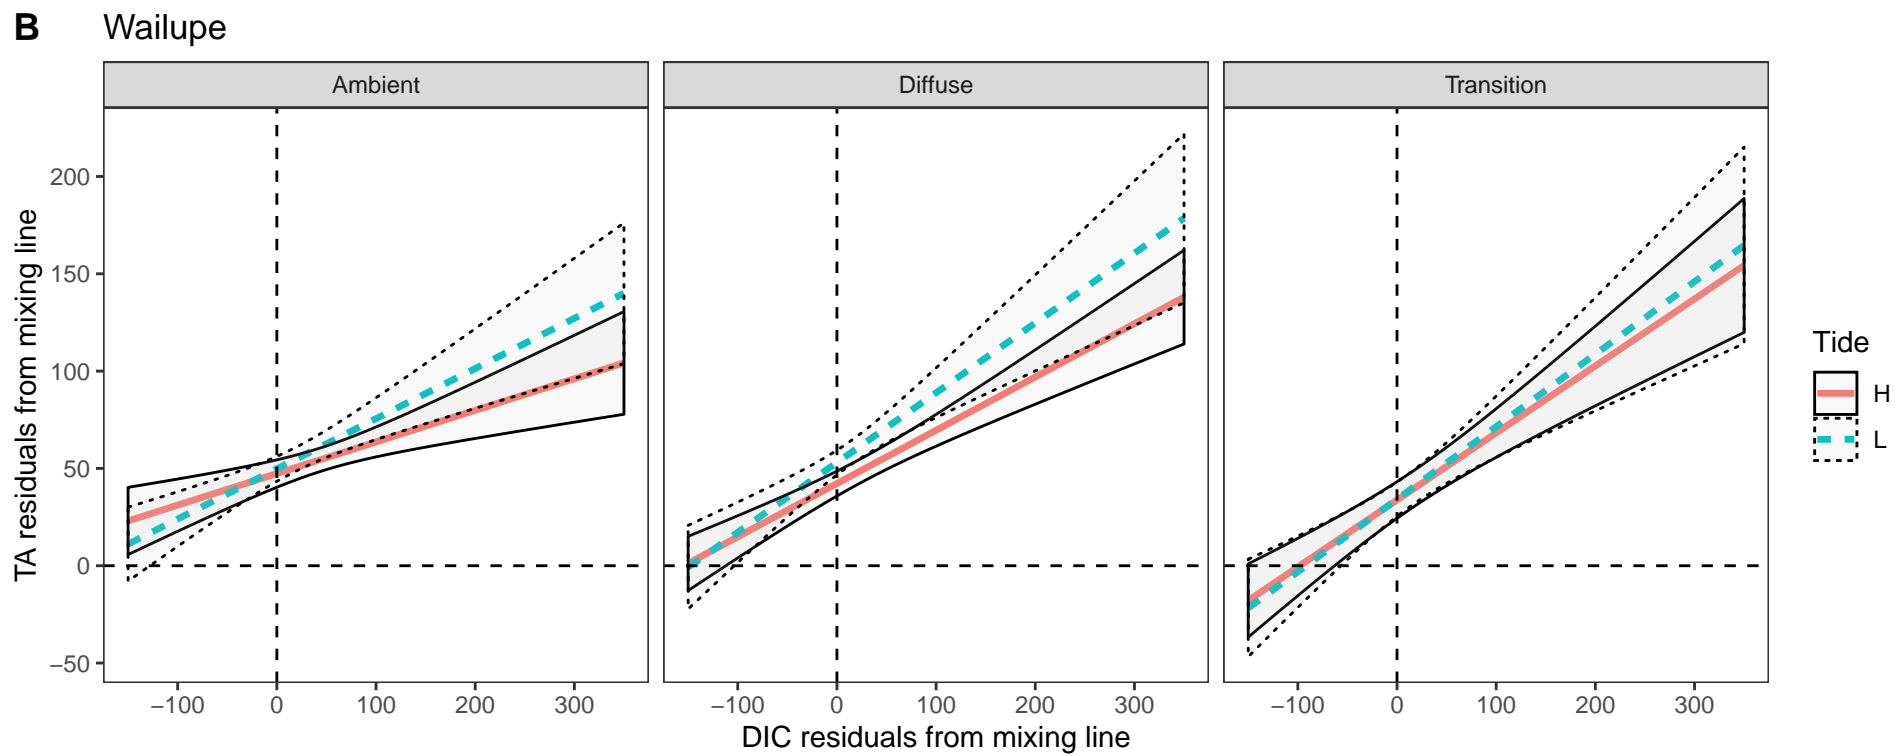 B Wailupe
Ambient Diffuse Transition
200
150
100
50
0
−50
TA residuals from mixing line
−100 0 100 200 300 −100 0 100 200 300 −100 0 100 200 300
DIC residuals from mixing line
Tide
H
L